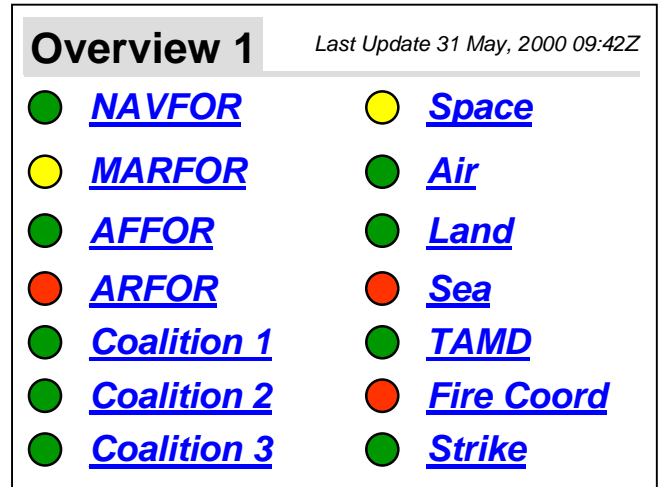 Overview 1 Last Update 31 May, 2000 09:42Z
NAVFOR Space
MARFOR Air
AFFOR Land
ARFOR Sea
Coalition 1 TAMD
Coalition 2 Fire Coord
Coalition 3 Strike